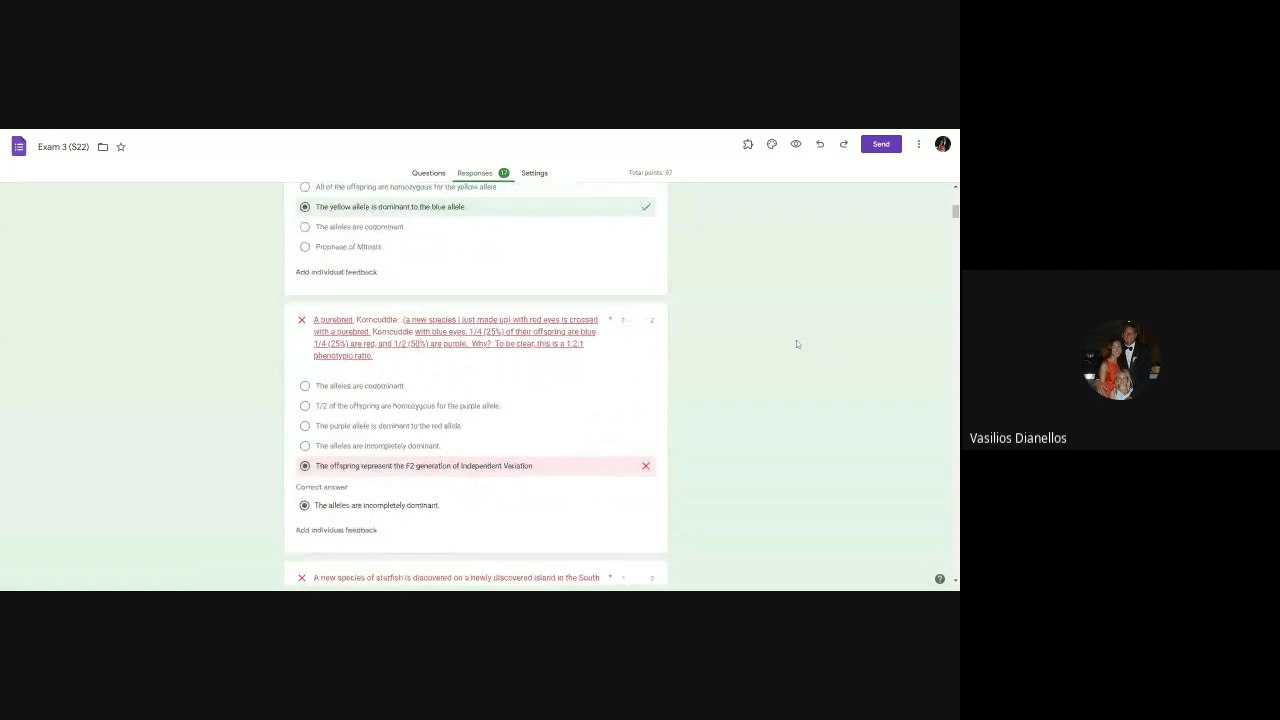 Exam 3 (S22)
Send
Questions
Responses
17
Settings
Total points: 97
All of the offspring are homozygous for the yellow allele
The yellow allele is dominant to the blue allele.
The alleles are codominant
Prophase of Mitosis
Add individual feedback
A purebred Kornouddle (a new species I just made up) with red eyes is crossed
with a purebred Kornouddle with blue eyes. 1/4 (25%) of their offspring are blue,
1/4 (25%) are red, and 1/2 (50%) are purple. Why? To be clear, this is a 1:2:1
phenotypic ratio.
* 2
The alleles are codominant
1/2 of the offspring are homozygous for the purple allele.
The purple allele is dominant to the red allele.
The alleles are incompletely dominant.
The offspring represent the F2 generation of Independent Variation
Correct answer
The alleles are incompletely dominant.
Add individual feedback
A new species of starfish is discovered on a newly discovered island in the South
* 1 2
Vasilios Dianellos